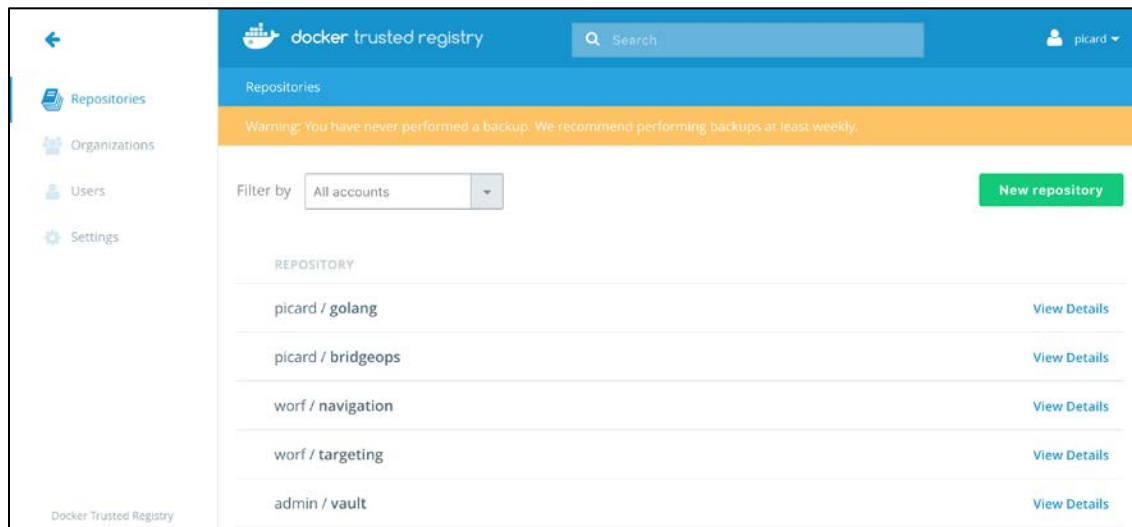 docker trusted registry
Search
picard
Repositories
Organizations
Users
Settings
Docker Trusted Registry
Repositories
Warning: You have never performed a backup. We recommend performing backups at least weekly.
Filter by All accounts
New repository
REPOSITORY
picard / golang View Details
picard / bridgeops View Details
worf / navigation View Details
worf / targeting View Details
admin / vault View Details